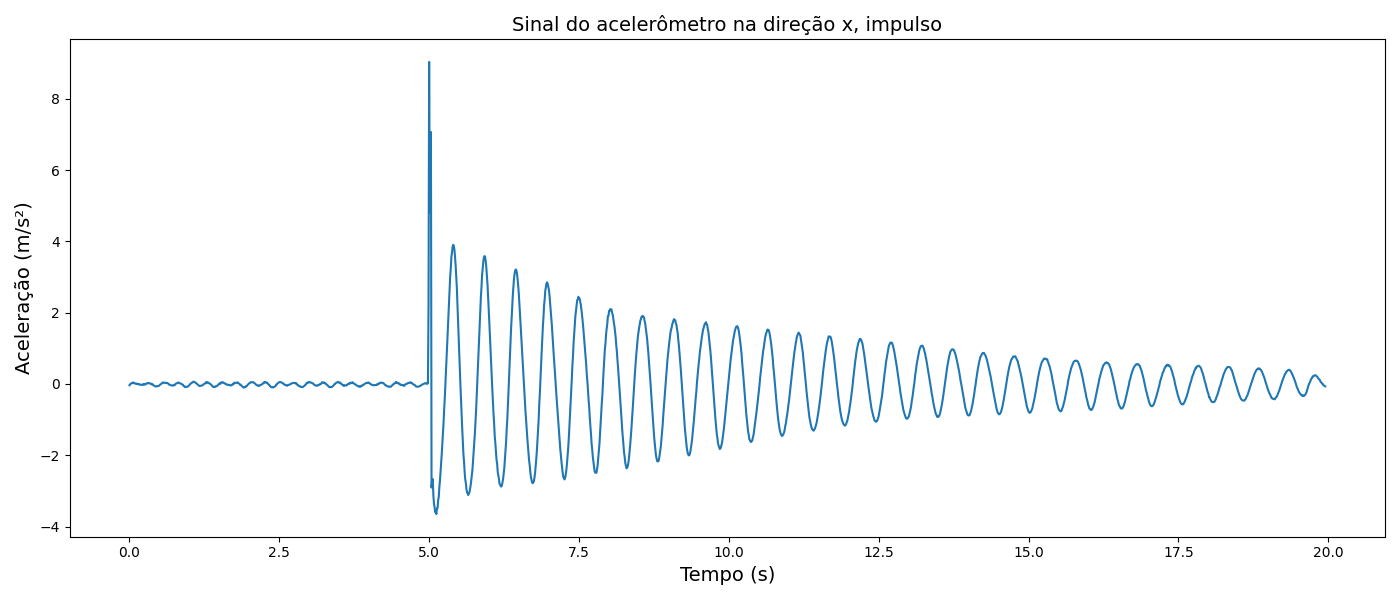 Sinal do acelerômetro na direção x, impulso
Aceleração (m/s²)
8
6
4
2
0
−2
−4
0.0 2.5 5.0 7.5 10.0 12.5 15.0 17.5 20.0
Tempo (s)